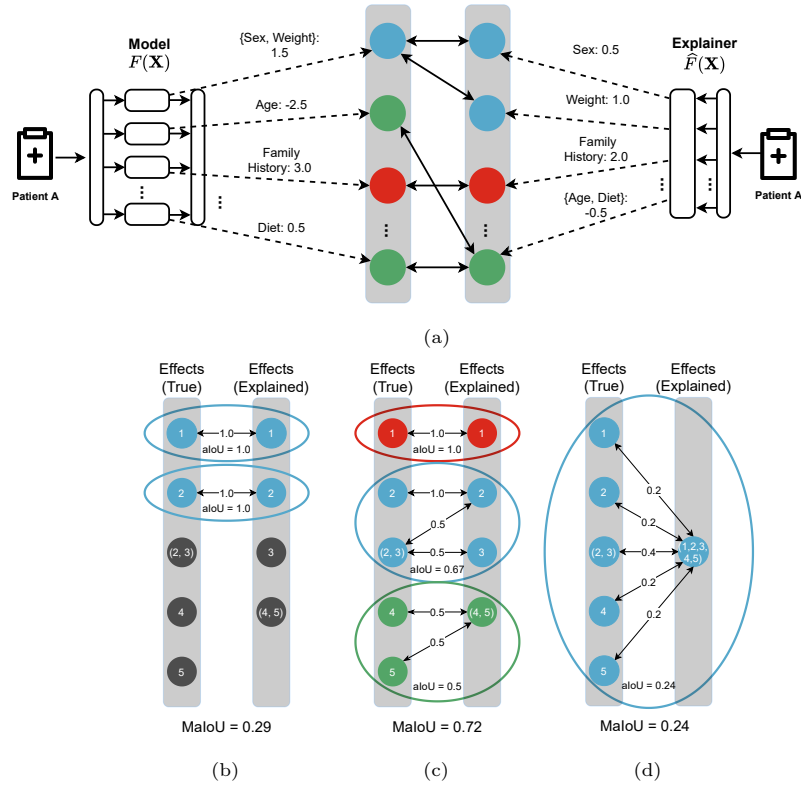 Model
F(X)
{Sex, Weight}:
1.5
Age: -2.5
Family
History: 3.0
Diet: 0.5
Patient A
...
...
...
...
Explainer
F̂(X)
Sex: 0.5
Weight: 1.0
Family
History: 2.0
{Age, Diet}:
-0.5
...
...
Patient A
(a)
Effects
(True)
Effects
(Explained)
1
1.0
1
aIoU = 1.0
2
1.0
2
aIoU = 1.0
(2, 3)
3
4
(4, 5)
5
MaIoU = 0.29
(b)
Effects
(True)
Effects
(Explained)
1
1.0
1
aIoU = 1.0
2
1.0
2
0.5
(2, 3)
0.5
3
aIoU = 0.67
4
0.5
(4, 5)
0.5
5
aIoU = 0.5
MaIoU = 0.72
(c)
Effects
(True)
Effects
(Explained)
1
0.2
2
0.2
(2, 3)
0.4
(1,2,3,
4,5)
0.2
4
0.2
5
aIoU = 0.24
MaIoU = 0.24
(d)